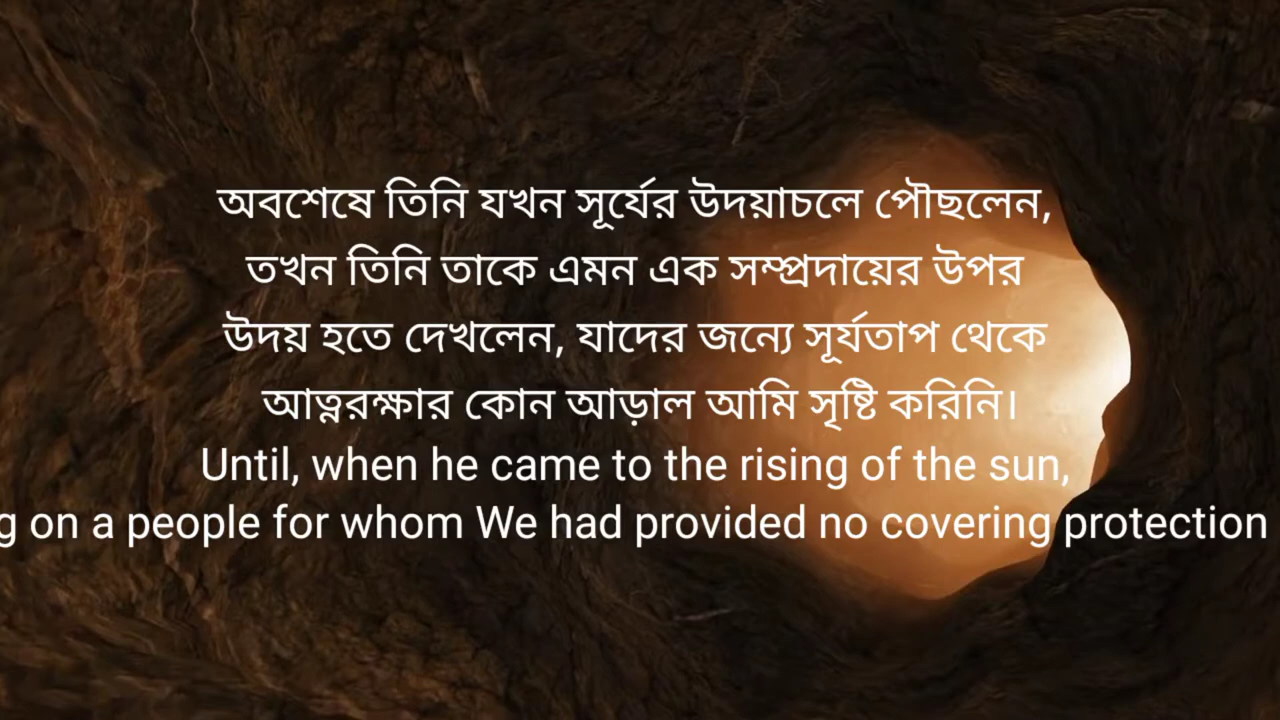 অবশেষে তিনি যখন সূর্যের উদয়াচলে পৌছলেন,
তখন তিনি তাকে এমন এক সম্প্রদায়ের উপর
উদয় হতে দেখলেন, যাদের জন্যে সূর্যতাপ থেকে
আত্নরক্ষার কোন আড়াল আমি সৃষ্টি করিনি।
Until, when he came to the rising of the sun,
on a people for whom We had provided no covering protection